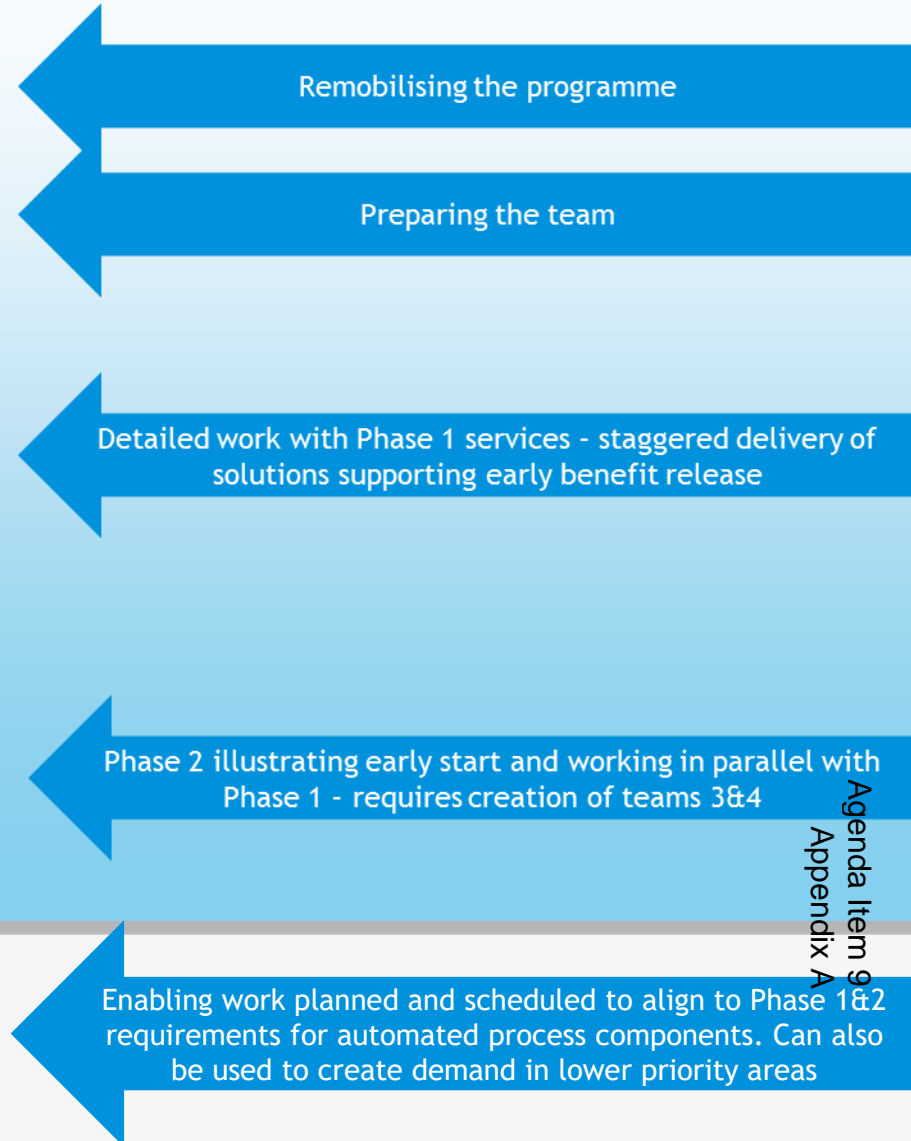 Remobilising the programme
Preparing the team
Detailed work with Phase 1 services - staggered delivery of
solutions supporting early benefit release
Phase 2 illustrating early start and working in parallel with
Phase 1 - requires creation of teams 3&4
Agenda Item 9
Appendix A
Enabling work planned and scheduled to align to Phase 1&2
requirements for automated process components. Can also
be used to create demand in lower priority areas